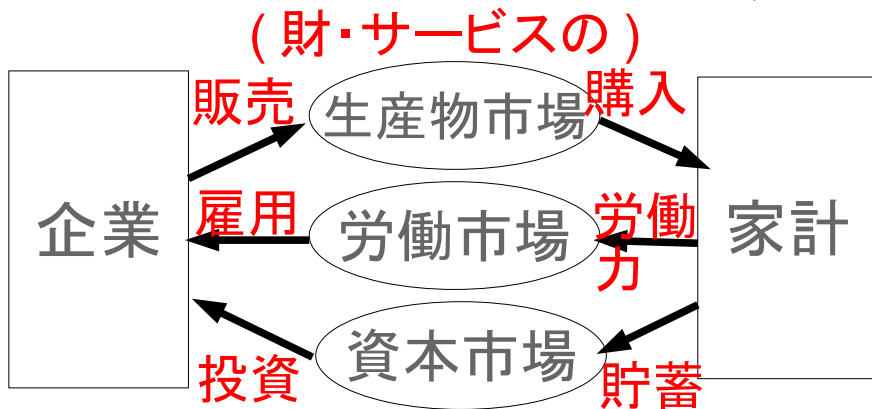 (財・サービスの)
販売
生産物市場
購入
企業
雇用
労働市場
労働
力
家計
投資
資本市場
貯蓄